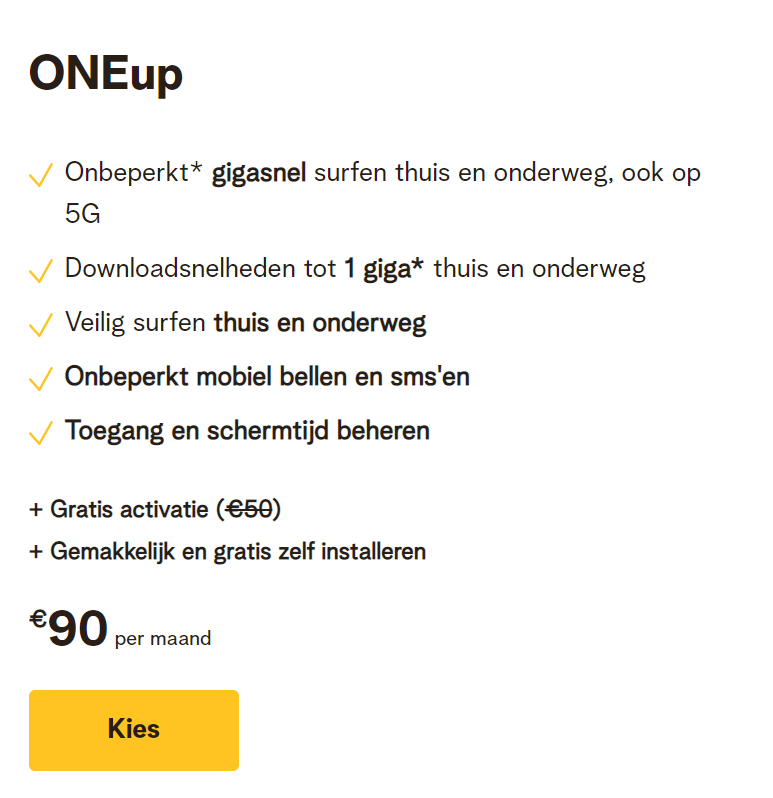 ONEup
Onbeperkt* gigasnel surfen thuis en onderweg, ook op
5G
Downloadsnelheden tot 1 giga* thuis en onderweg
Veilig surfen thuis en onderweg
Onbeperkt mobiel bellen en sms'en
Toegang en schermtijd beheren
+ Gratis activatie (€50)
+ Gemakkelijk en gratis zelf installeren
€90 per maand
Kies